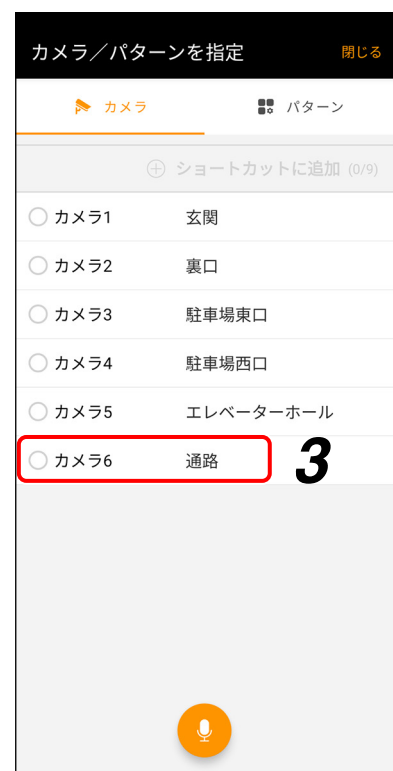 カメラ／パターンを指定 閉じる
カメラ パターン
ショートカットに追加 (0/9)
カメラ1 玄関
カメラ2 裏口
カメラ3 駐車場東口
カメラ4 駐車場西口
カメラ5 エレベーターホール
カメラ6 通路 3